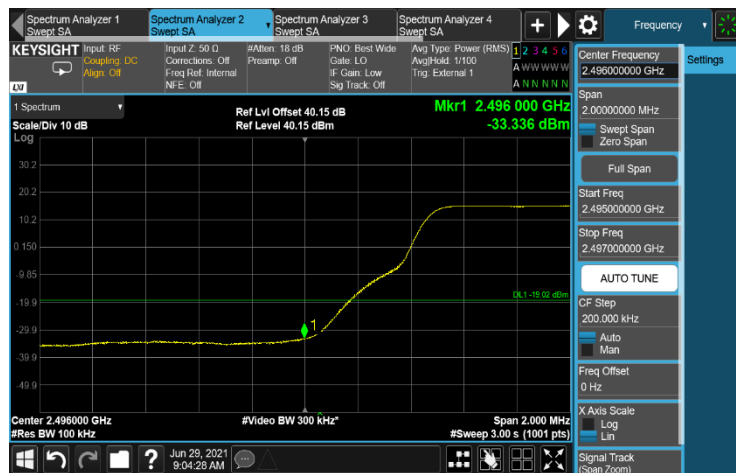 Spectrum Analyzer 1
Swept SA
Spectrum Analyzer 2
Swept SA
Spectrum Analyzer 3
Swept SA
Spectrum Analyzer 4
Swept SA
+
Frequency
KEYSIGHT
LXI
Input: RF
Coupling: DC
Align: Off
Input Z: 50 Ω
Corrections: Off
Freq Ref: Internal
NFE: Off
#Atten: 18 dB
Preamp: Off
PNO: Best Wide
Gate: LO
IF Gain: Low
Sig Track: Off
Avg Type: Power (RMS)
Avg|Hold: 1/100
Trig: External 1
1 2 3 4 5 6
A W W W W W
A N N N N N
1 Spectrum
Scale/Div 10 dB
Log
Ref Lvl Offset 40.15 dB
Ref Level 40.15 dBm
Mkr1 2.496 000 GHz
-33.336 dBm
30.2
20.2
10.2
0.150
-9.85
-19.9
-29.9
-39.9
-49.9
DL1 -19.02 dBm
1
Center 2.496000 GHz
#Res BW 100 kHz
#Video BW 300 kHz*
Span 2.000 MHz
#Sweep 3.00 s (1001 pts)
Jun 29, 2021
9:04:28 AM
?
Center Frequency
2.496000000 GHz
Settings
Span
2.00000000 MHz
Swept Span
Zero Span
Full Span
Start Freq
2.495000000 GHz
Stop Freq
2.497000000 GHz
AUTO TUNE
CF Step
200.000 kHz
Auto
Man
Freq Offset
0 Hz
X Axis Scale
Log
Lin
Signal Track
(Span Zoom)